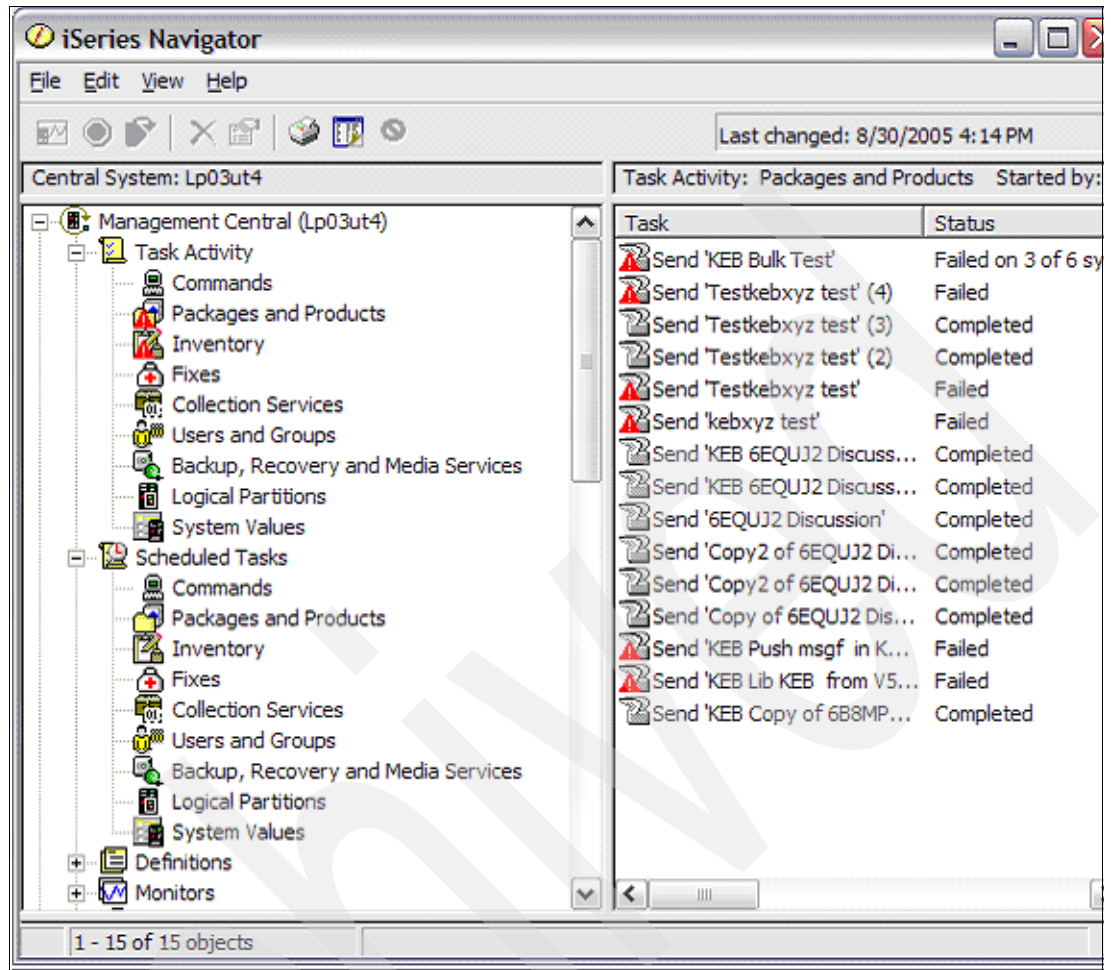 iSeries Navigator
File Edit View Help
Last changed: 8/30/2005 4:14 PM
Central System: Lp03ut4
Task Activity: Packages and Products Started by:
Management Central (Lp03ut4)
Task Activity
Commands
Packages and Products
Inventory
Fixes
Collection Services
Users and Groups
Backup, Recovery and Media Services
Logical Partitions
System Values
Scheduled Tasks
Commands
Packages and Products
Inventory
Fixes
Collection Services
Users and Groups
Backup, Recovery and Media Services
Logical Partitions
System Values
Definitions
Monitors
Task Status
Send 'KEB Bulk Test' Failed on 3 of 6 sy
Send 'Testkebxyz test' (4) Failed
Send 'Testkebxyz test' (3) Completed
Send 'Testkebxyz test' (2) Completed
Send 'Testkebxyz test' Failed
Send 'kebxyz test' Failed
Send 'KEB 6EQUJ2 Discuss... Completed
Send 'KEB 6EQUJ2 Discuss... Completed
Send '6EQUJ2 Discussion' Completed
Send 'Copy2 of 6EQUJ2 Di... Completed
Send 'Copy2 of 6EQUJ2 Di... Completed
Send 'Copy of 6EQUJ2 Dis... Completed
Send 'KEB Push msgf in K... Failed
Send 'KEB Lib KEB from V5... Failed
Send 'KEB Copy of 6B8MP... Completed
1 - 15 of 15 objects